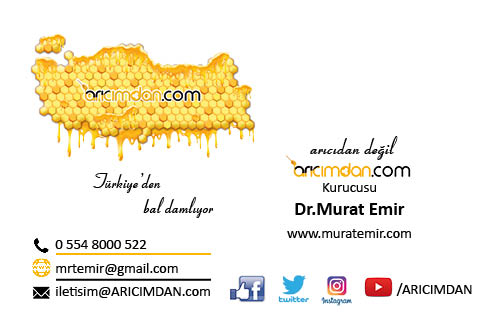 arıcımdan.com
Türkiye'den
bal damlıyor
0 554 8000 522
mrtemir@gmail.com
iletisim@ARICIMDAN.com
arıcıdan değil
arıcımdan.com
Kurucusu
Dr.Murat Emir
www.muratemir.com
twitter
Instagram
/ARICIMDAN